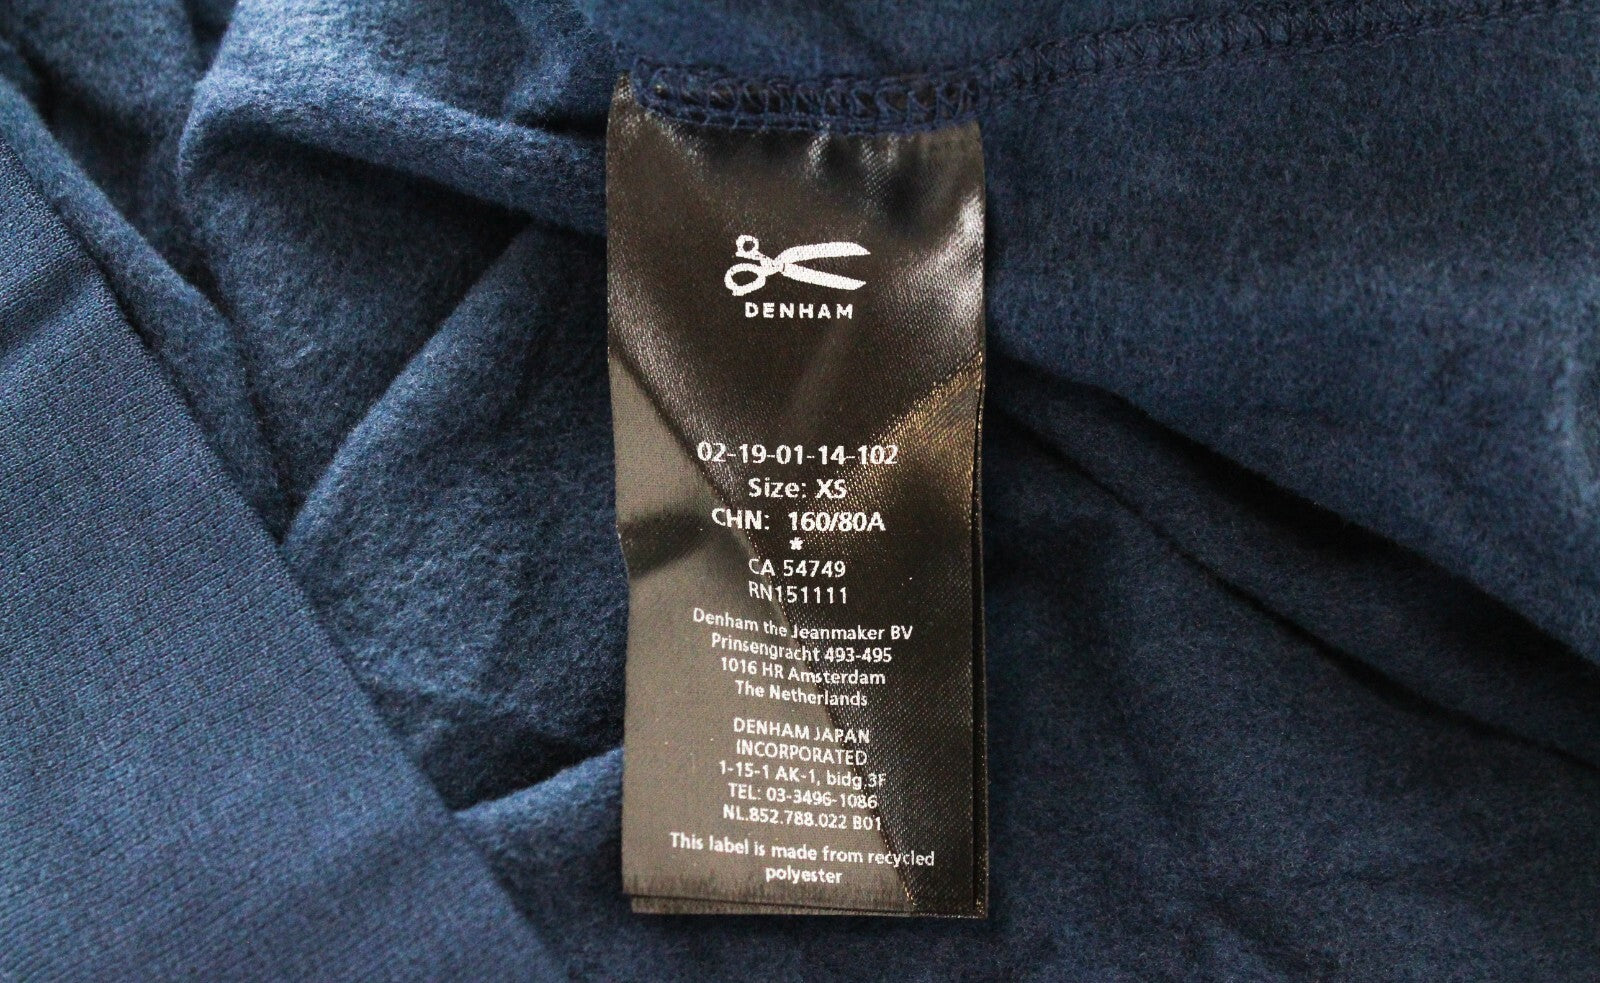 DENHAM
02-19-01-14-102
Size: XS
CHN: 160/80A
*
CA 54749
RN151111
Denham the Jeanmaker BV
Prinsengracht 493-495
1016 HR Amsterdam
The Netherlands
DENHAM JAPAN
INCORPORATED
1-15-1 AK-1, bidg,3F
TEL: 03-3496-1086
NL.852.788.022 B01
This label is made from recycled
polyester